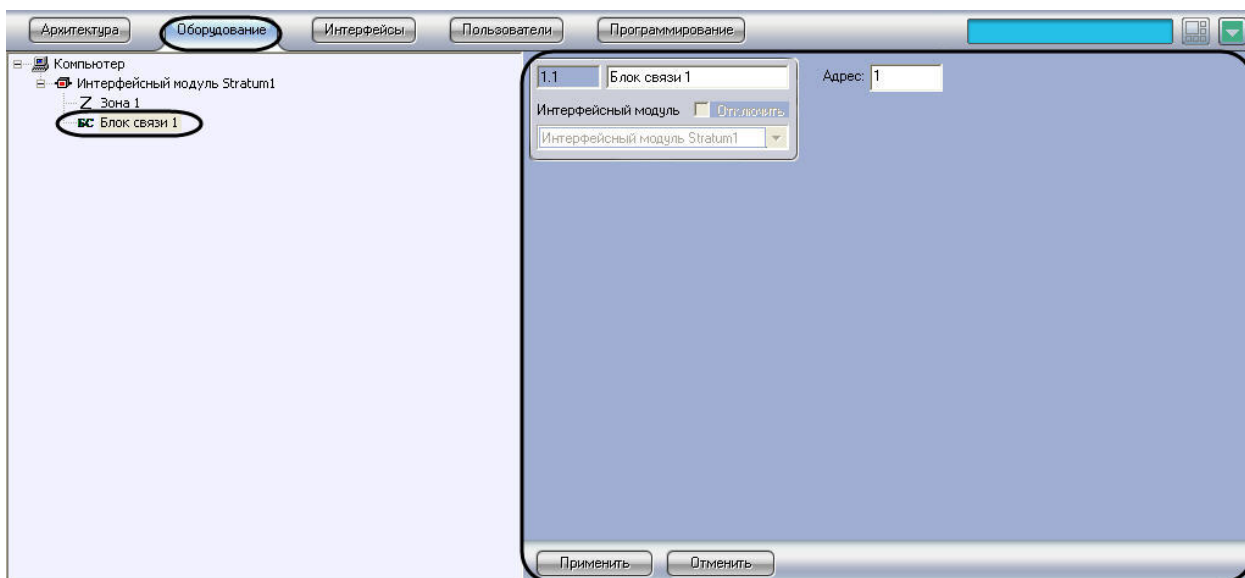 Архитектура Оборудование Интерфейсы Пользователи Программирование
Компьютер
Интерфейсный модуль Stratum1
Зона 1
БС Блок связи 1
1.1 Блок связи 1 Адрес: 1
Интерфейсный модуль Отключить
Интерфейсный модуль Stratum1
Применить Отменить